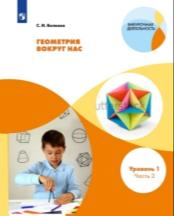 ВНЕУРОЧНАЯ
ДЕЯТЕЛЬНОСТЬ
С. И. Волкова
ГЕОМЕТРИЯ
ВОКРУГ НАС
Уровень 1
Часть 2